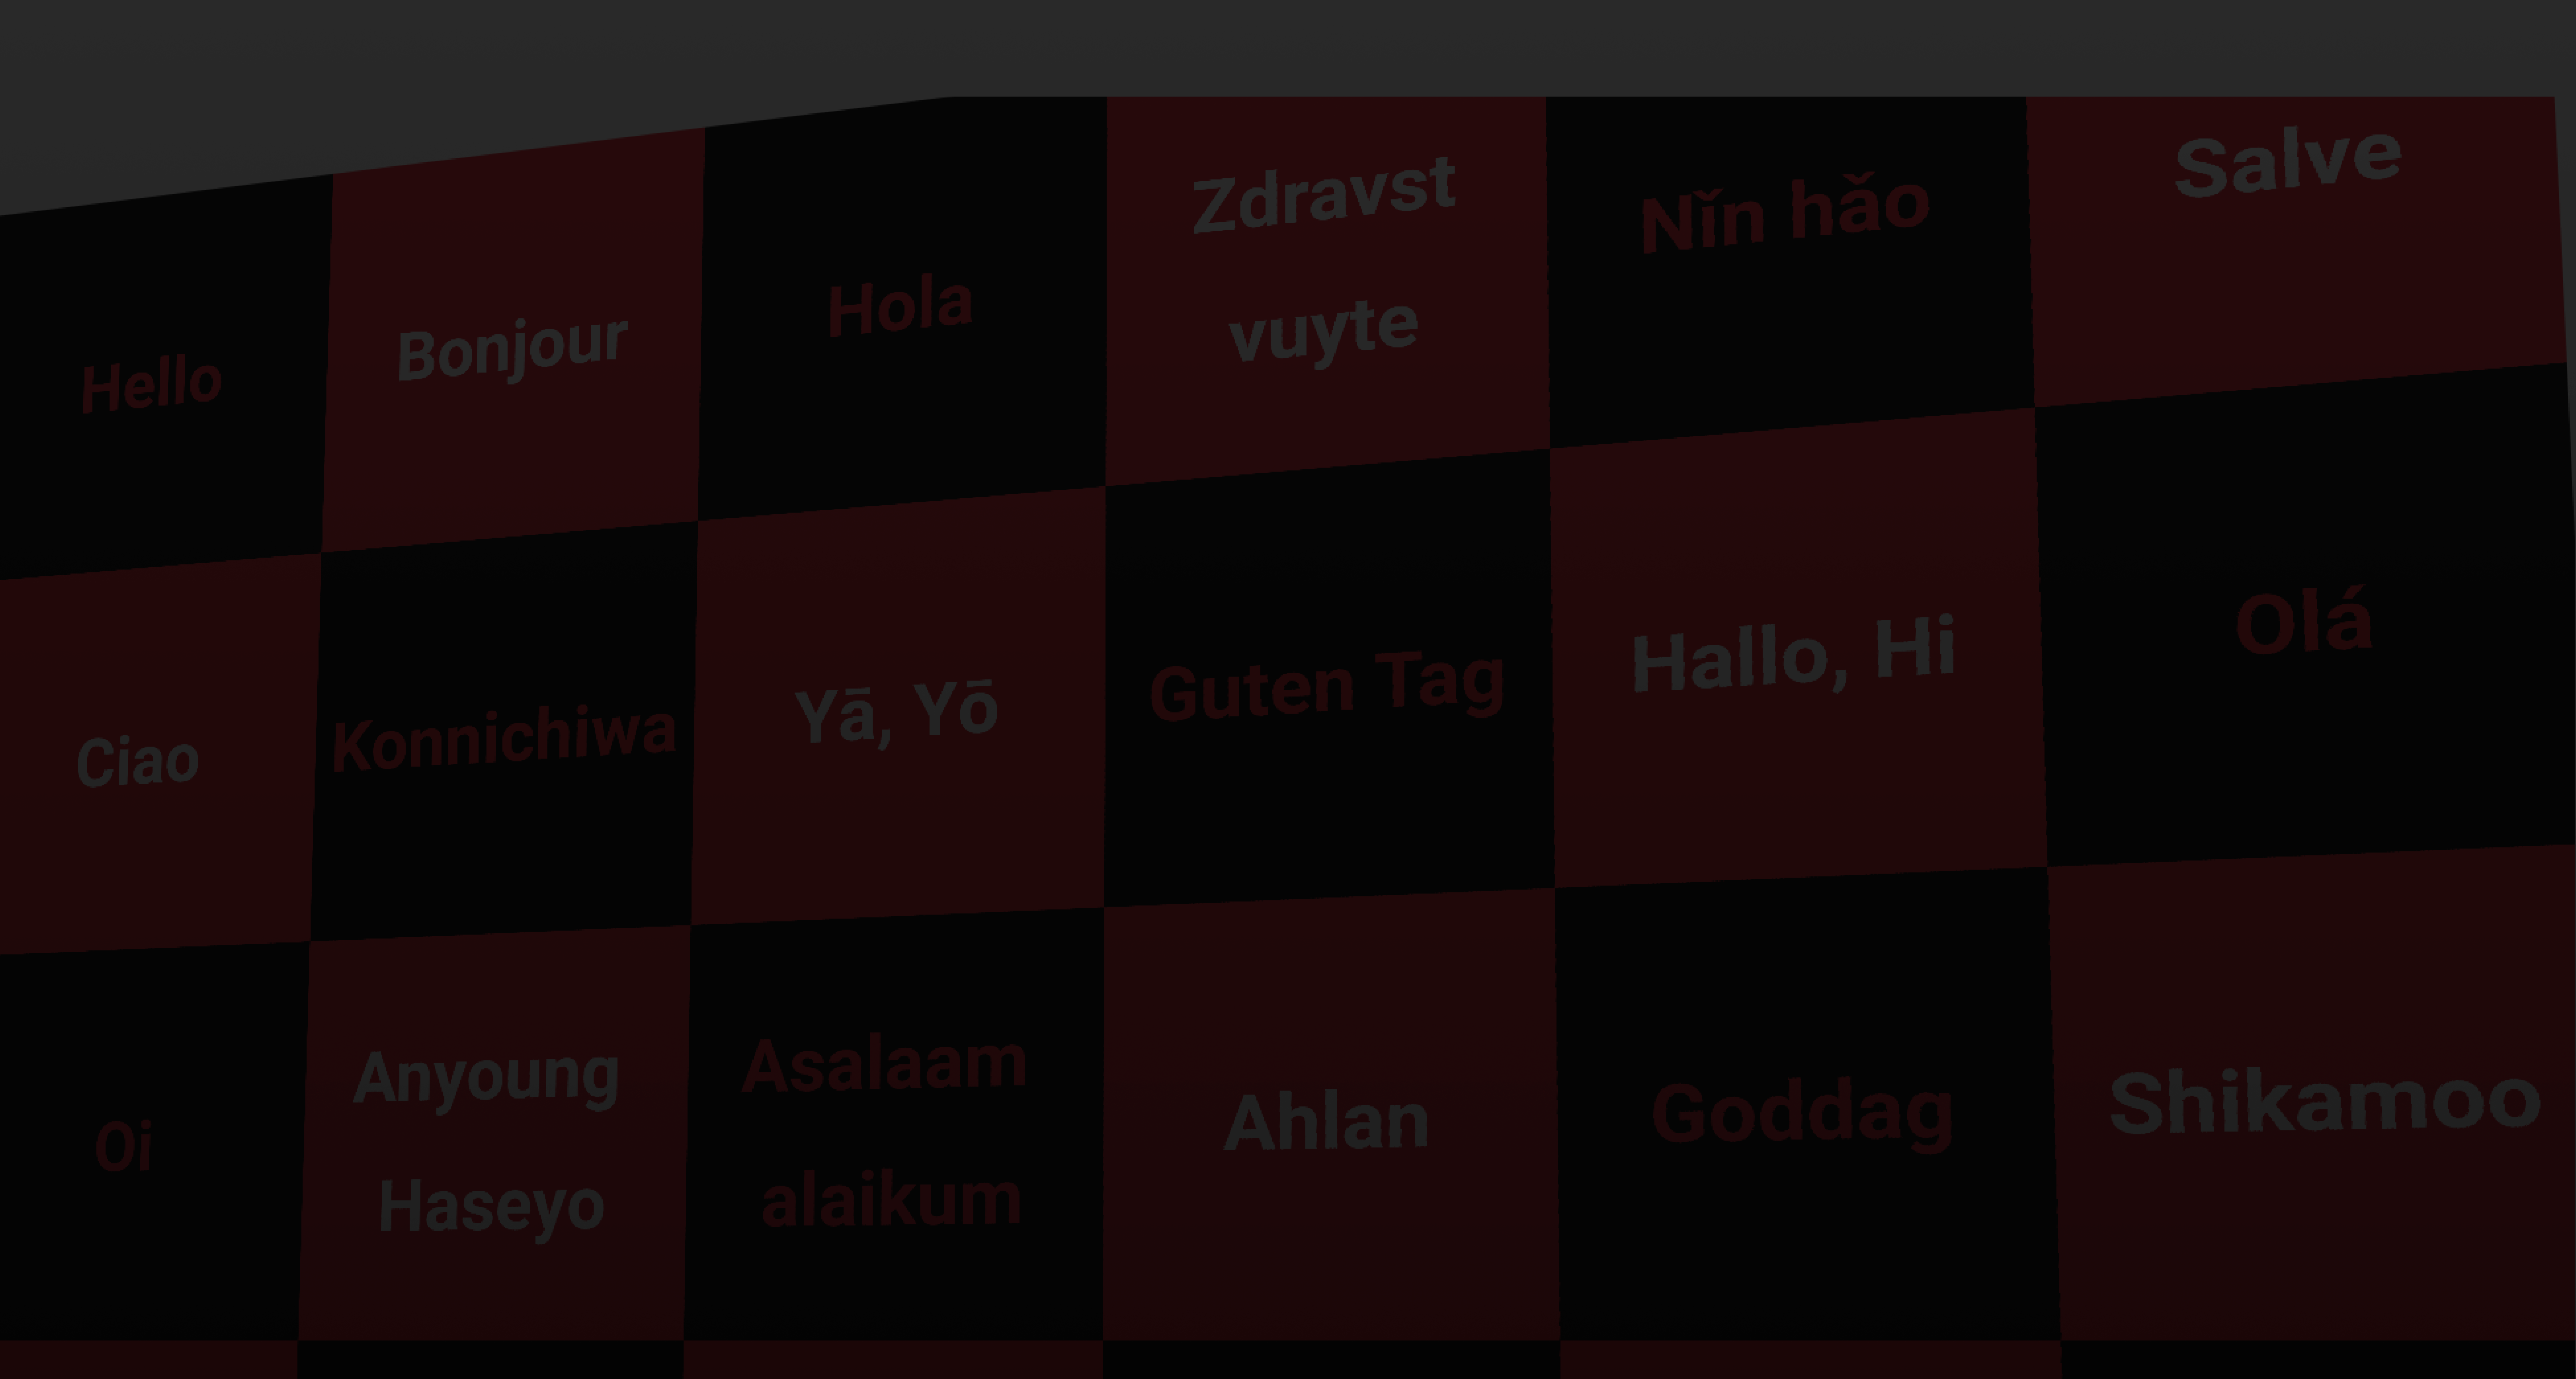 Hello
Bonjour
Hola
Zdravst
vuyte
Nǐn hǎo
Salve
Ciao
Konnichiwa
Yā, Yō
Guten Tag
Hallo, Hi
Olá
Oi
Anyoung
Haseyo
Asalaam
alaikum
Ahlan
Goddag
Shikamoo